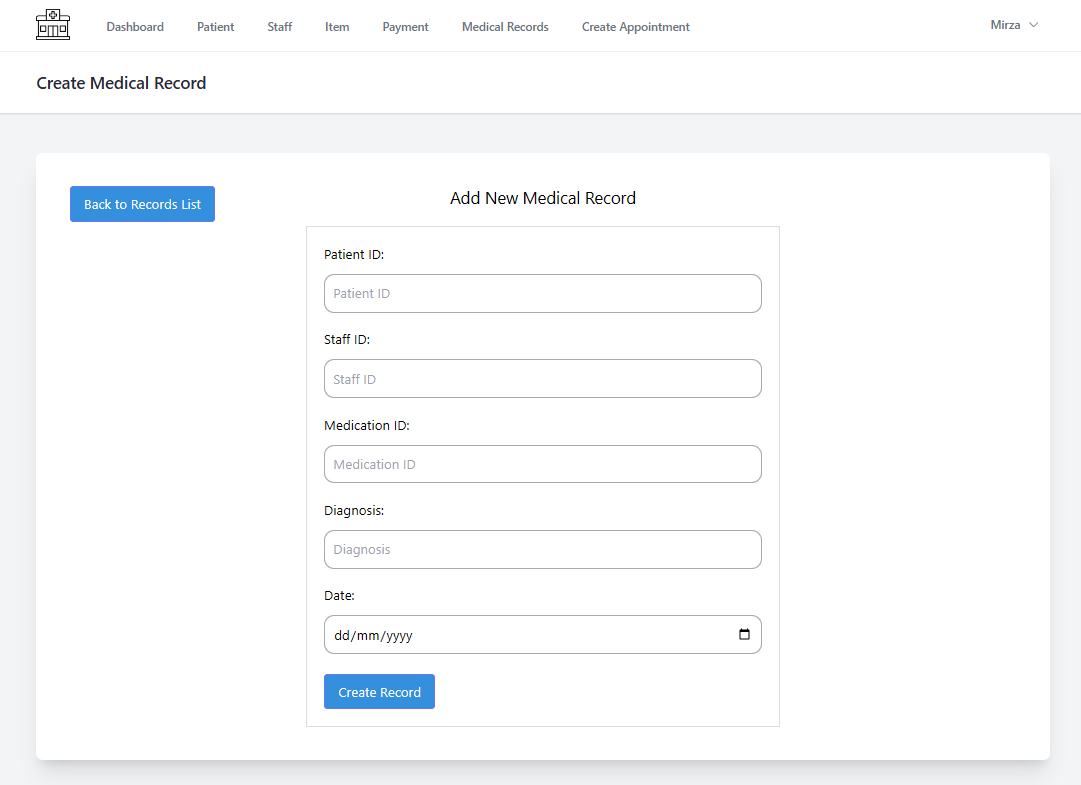 Dashboard Patient Staff Item Payment Medical Records Create Appointment Mirza
Create Medical Record
Back to Records List
Add New Medical Record
Patient ID:
Patient ID
Staff ID:
Staff ID
Medication ID:
Medication ID
Diagnosis:
Diagnosis
Date:
dd/mm/yyyy
Create Record